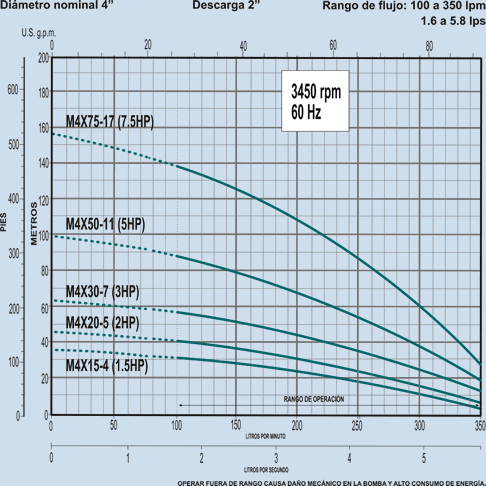 Diámetro nominal 4”
Descarga 2”
Rango de flujo: 100 a 350 lpm
1.6 a 5.8 lps
U.S. g.p.m.
0 20 40 60 80
3450 rpm
60 Hz
PIES
600
500
400
300
200
100
0
METROS
200
180
160
140
120
100
80
60
40
20
0
M4X75-17 (7.5HP)
M4X50-11 (5HP)
M4X30-7 (3HP)
M4X20-5 (2HP)
M4X15-4 (1.5HP)
RANGO DE OPERACIÓN
0 50 100 150 200 250 300 350
LITROS POR MINUTO
0 1 2 3 4 5
LITROS POR SEGUNDO
OPERAR FUERA DE RANGO CAUSA DAÑO MECÁNICO EN LA BOMBA Y ALTO CONSUMO DE ENERGÍA.